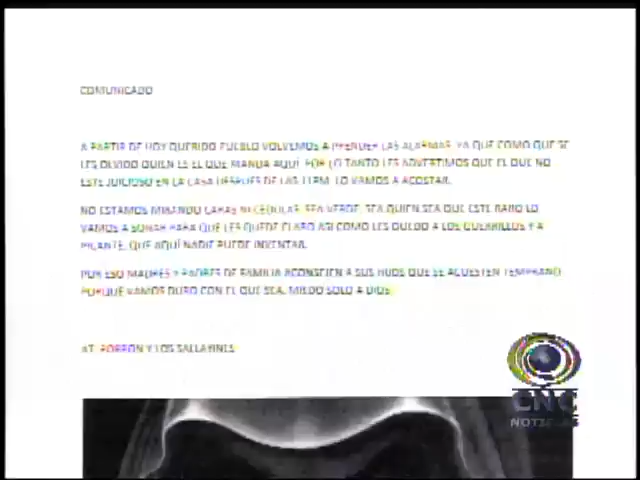 COMUNICADO
A PARTIR DE HOY QUERIDO PUEBLO VOLVEMOS A PRENDER LAS ALARMAS, YA QUE COMO QUE SE
LES OLVIDO QUIEN ES EL QUE MANDA AQUÍ. POR LO TANTO LES ADVERTIMOS QUE EL QUE NO
ESTE JUICIOSO EN LA CASA DESPUES DE LAS 11PM. LO VAMOS A ACOSTAR.
NO ESTAMOS MIRANDO CARAS NI CEDULAS, SEA VERDE, SEA QUIEN SEA QUE ESTE RARO LO
VAMOS A SONAR PARA QUE LES QUEDE CLARO ASI COMO LES QUEDO A LOS GUERRILLOS Y A
PICANTE, QUE AQUÍ NADIE PUEDE INVENTAR.
POR ESO MADRES Y PADRES DE FAMILIA ACONSEJEN A SUS HIJOS QUE SE ACUESTEN TEMPRANO
PORQUE VAMOS DURO CON EL QUE SEA. MIEDO SOLO A DIOS.
AT: Y LOS
CNC
NOTICIAS